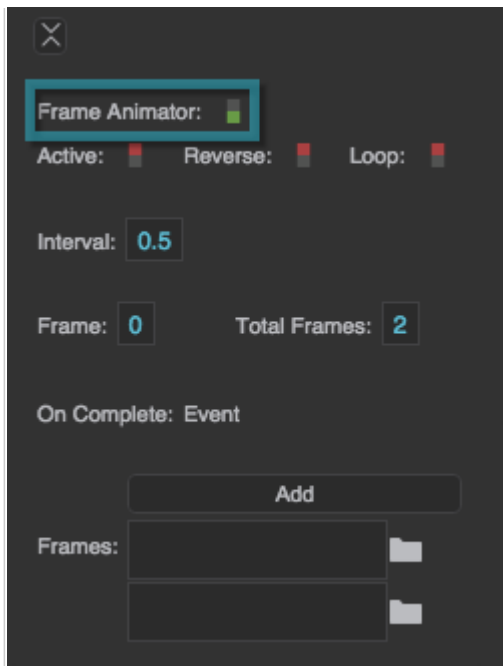 Frame Animator:
Active: Reverse: Loop:
Interval: 0.5
Frame: 0 Total Frames: 2
On Complete: Event
Add
Frames: